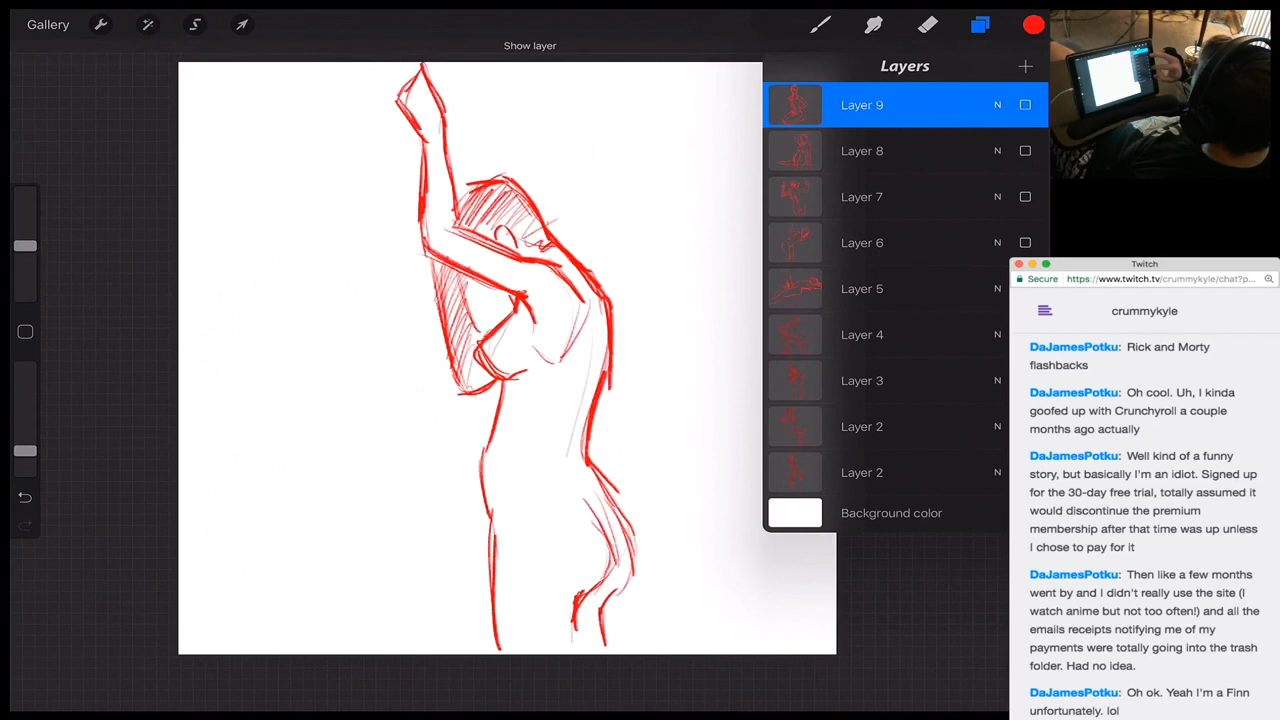 Gallery
Show layer
Layers
Layer 9 N
Layer 8 N
Layer 7 N
Layer 6 N
Layer 5 N
Layer 4 N
Layer 3 N
Layer 2 N
Layer 2 N
Background color
Twitch
Secure https://www.twitch.tv/crummykyle/chat?p...
crummykyle
DaJamesPotku: Rick and Morty
flashbacks
DaJamesPotku: Oh cool. Uh, I kinda
goofed up with Crunchyroll a couple
months ago actually
DaJamesPotku: Well kind of a funny
story, but basically I'm an idiot. Signed up
for the 30-day free trial, totally assumed it
would discontinue the premium
membership after that time was up unless
I chose to pay for it
DaJamesPotku: Then like a few months
went by and I didn't really use the site (I
watch anime but not too often!) and all the
emails receipts notifying me of my
payments were totally going into the trash
folder. Had no idea.
DaJamesPotku: Oh ok. Yeah I'm a Finn
unfortunately. lol